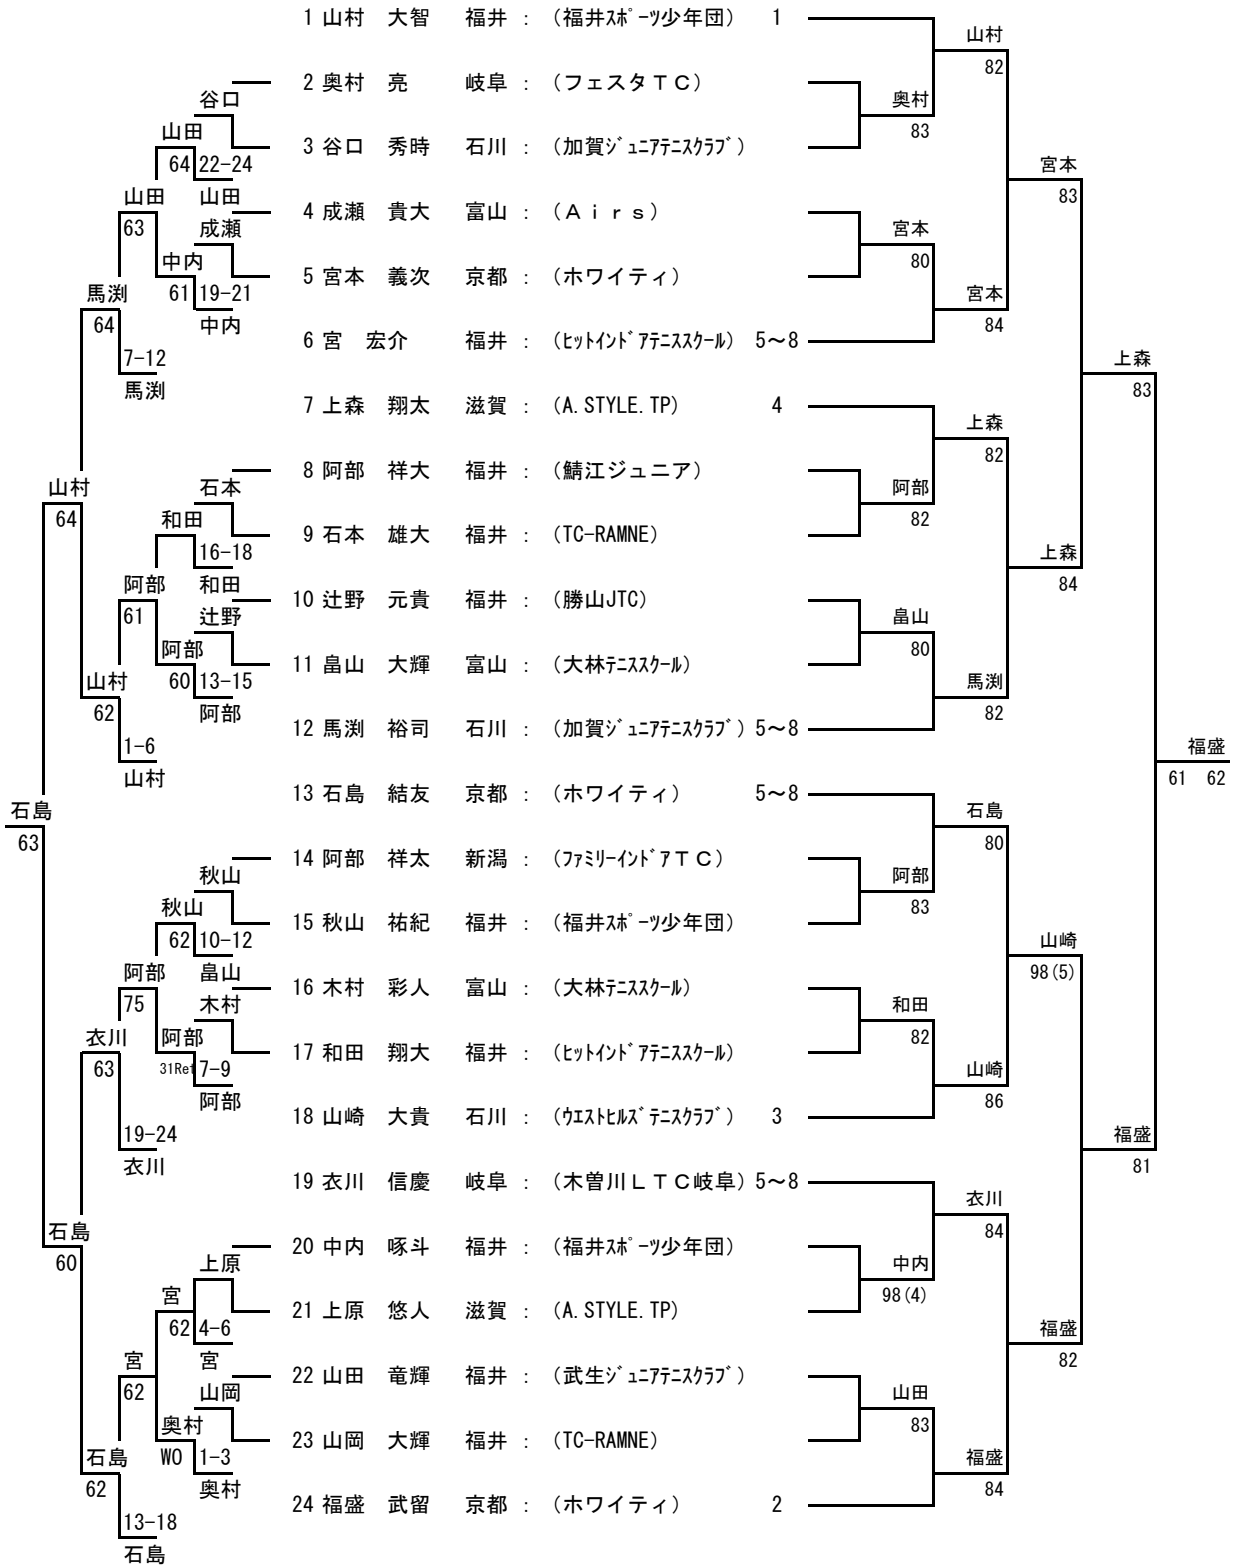 1 山村 大智 福井 : (福井ｽﾎﾟｰﾂ少年団) 1
山村
82
2 奥村 亮 岐阜 : (フェスタＴＣ)
谷口
奥村
山田
83
3 谷口 秀時 石川 : (加賀ｼﾞｭﾆｱﾃﾆｽｸﾗﾌﾞ)
64 22-24
宮本
山田 山田
83
4 成瀬 貴大 富山 : (Ａｉｒｓ)
63 成瀬
宮本
中内
80
5 宮本 義次 京都 : (ホワイティ)
馬渕 61 19-21
宮本
64 中内
84
6 宮 宏介 福井 : (ﾋｯﾄｲﾝﾄﾞｱﾃﾆｽｽｸｰﾙ) 5～8
7-12
上森
馬渕
83
7 上森 翔太 滋賀 : (A.STYLE.TP) 4
上森
82
8 阿部 祥大 福井 : (鯖江ジュニア)
山村 石本
阿部
64 和田
82
9 石本 雄大 福井 : (TC-RAMNE)
16-18
上森
阿部 和田
84
10 辻野 元貴 福井 : (勝山JTC)
61 辻野
畠山
阿部
80
11 畠山 大輝 富山 : (大林ﾃﾆｽｽｸｰﾙ)
山村 60 13-15
馬渕
62 阿部
82
12 馬渕 裕司 石川 : (加賀ｼﾞｭﾆｱﾃﾆｽｸﾗﾌﾞ) 5～8
1-6
福盛
山村
61 62
13 石島 結友 京都 : (ホワイティ) 5～8
石島
石島
63
80
14 阿部 祥太 新潟 : (ﾌｧﾐﾘｰｲﾝﾄﾞｱＴＣ)
秋山
阿部
秋山
83
15 秋山 祐紀 福井 : (福井ｽﾎﾟｰﾂ少年団)
62 10-12
山崎
阿部 畠山
98(5)
16 木村 彩人 富山 : (大林ﾃﾆｽｽｸｰﾙ)
75 木村
和田
衣川 阿部
82
17 和田 翔大 福井 : (ﾋｯﾄｲﾝﾄﾞｱﾃﾆｽｽｸｰﾙ)
63 31Ret 7-9
山崎
阿部
86
18 山崎 大貴 石川 : (ｳｴｽﾄﾋﾙｽﾞﾃﾆｽｸﾗﾌﾞ) 3
19-24
福盛
衣川
81
19 衣川 信慶 岐阜 : (木曽川ＬＴＣ岐阜) 5～8
衣川
石島
84
20 中内 啄斗 福井 : (福井ｽﾎﾟｰﾂ少年団)
60 上原
中内
宮
98(4)
21 上原 悠人 滋賀 : (A.STYLE.TP)
62 4-6
福盛
宮 宮
82
22 山田 竜輝 福井 : (武生ｼﾞｭﾆｱﾃﾆｽｸﾗﾌﾞ)
62 山岡
山田
奥村
83
23 山岡 大輝 福井 : (TC-RAMNE)
石島 WO 1-3
福盛
62 奥村
84
24 福盛 武留 京都 : (ホワイティ) 2
13-18
石島